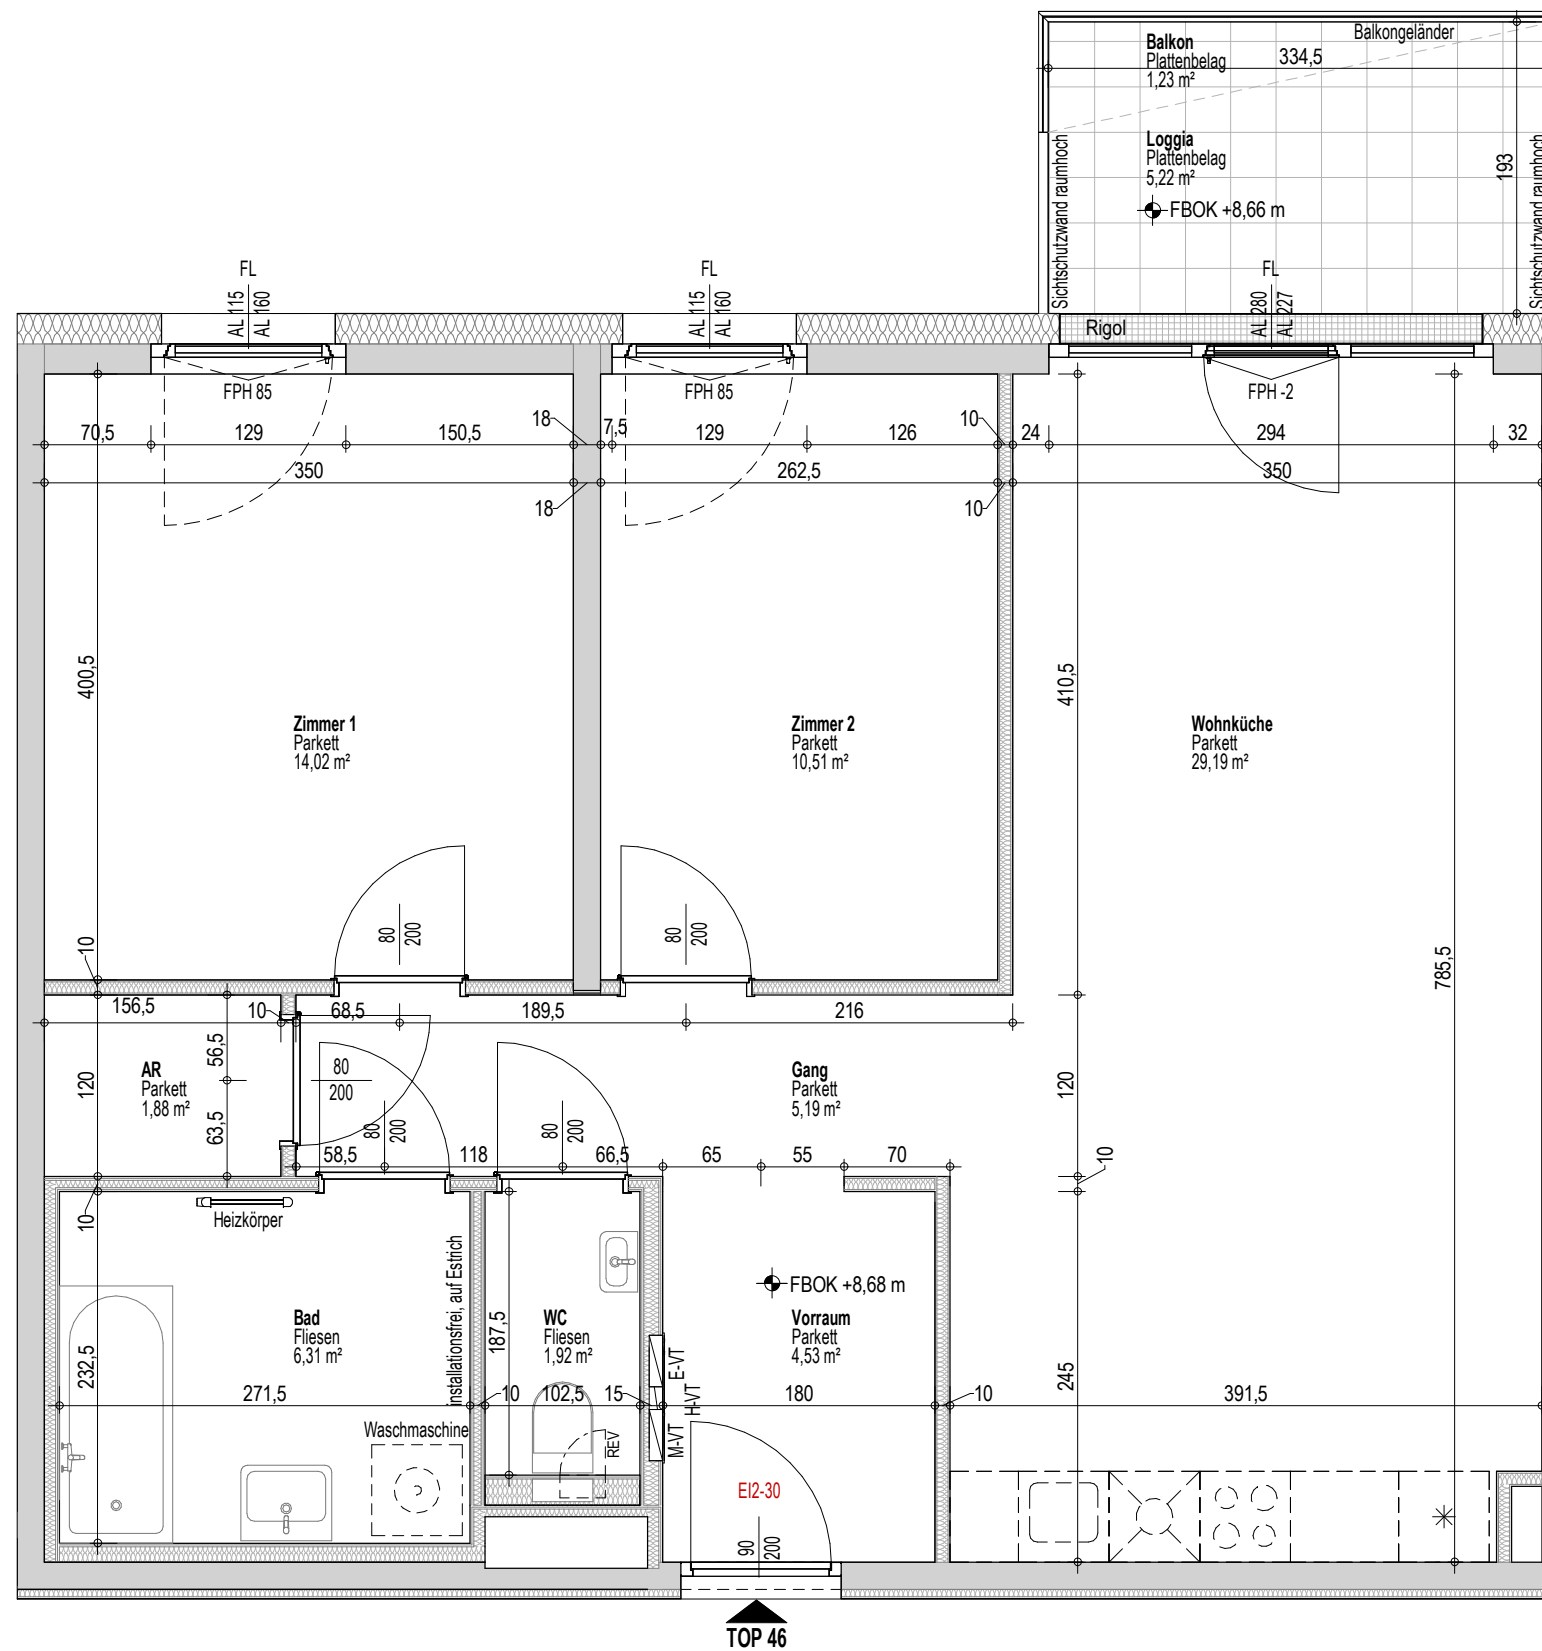 Balkongeländer
Balkon
Plattenbelag
1,23 m²
334,5
Loggia
Plattenbelag
5,22 m²
FBOK +8,66 m
193
Sichtschutzwand raumhoch
Sichtschutzwand raumhoch
FL
AL 115
AL 160
FL
AL 115
AL 160
FL
AL 280
AL 227
Rigol
FPH 85
FPH 85
FPH -2
70,5
129
150,5
18
7,5
129
126
10
24
294
32
350
18
262,5
10
350
400,5
410,5
785,5
Zimmer 1
Parkett
14,02 m²
Zimmer 2
Parkett
10,51 m²
Wohnküche
Parkett
29,19 m²
80
200
80
200
10
156,5
10
68,5
189,5
216
120
56,5
63,5
AR
Parkett
1,88 m²
80
200
80
200
80
200
Gang
Parkett
5,19 m²
120
10
58,5
118
66,5
65
55
70
10
Heizkörper
installationsfrei, auf Estrich
187,5
FBOK +8,68 m
Bad
Fliesen
6,31 m²
WC
Fliesen
1,92 m²
Vorraum
Parkett
4,53 m²
232,5
245
E-VT
H-VT
M-VT
271,5
10
102,5
15
180
10
391,5
Waschmaschine
REV
EI2-30
90
200
TOP 46